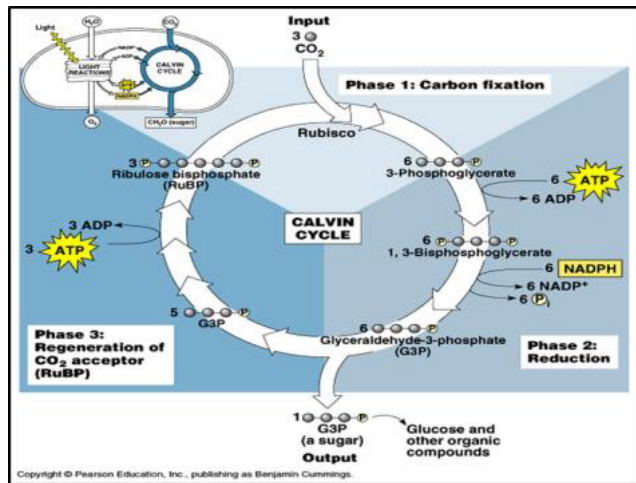 Light
H₂O
CO₂
NADP⁺
ADP
LIGHT
REACTIONS
CALVIN
CYCLE
ATP
NADPH
O₂
CH₂O (sugar)
Input
3
CO₂
Phase 1: Carbon fixation
Rubisco
3 P P
Ribulose bisphosphate
(RuBP)
6 P
3-Phosphoglycerate
6 ATP
6 ADP
3 ADP
3 ATP
CALVIN
CYCLE
6 P P
1, 3-Bisphosphoglycerate
6 NADPH
6 NADP⁺
6 Pi
5 P
G3P
6 P
Glyceraldehyde-3-phosphate
(G3P)
Phase 3:
Regeneration of
CO₂ acceptor
(RuBP)
Phase 2:
Reduction
1 P
G3P
(a sugar)
Output
Glucose and
other organic
compounds
Copyright © Pearson Education, Inc., publishing as Benjamin Cummings.